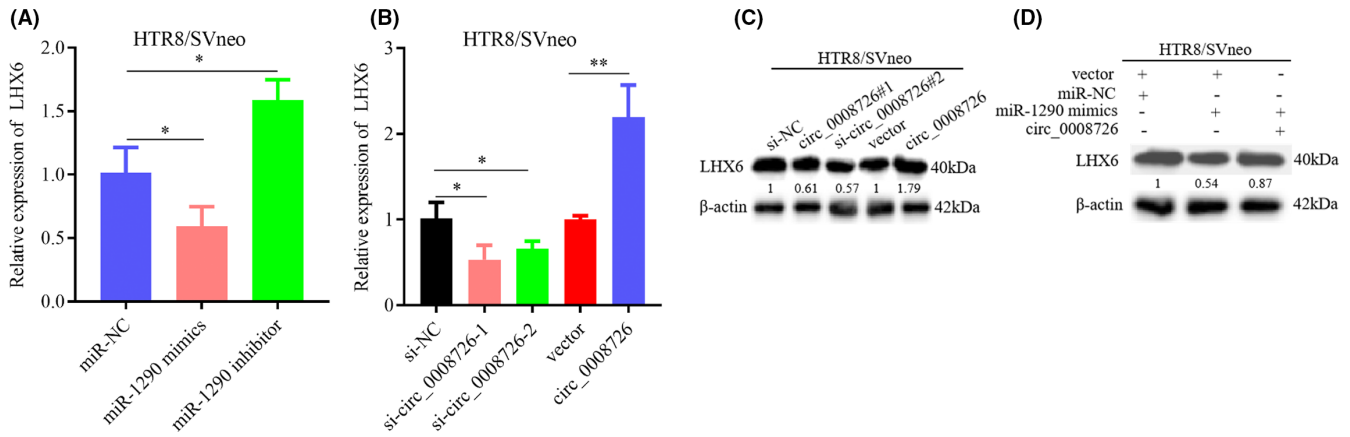 (A)
HTR8/SVneo
Relative expression of LHX6
2.0
1.5
1.0
0.5
0.0
*
*
miR-NC
miR-1290 mimics
miR-1290 inhibitor
(B)
HTR8/SVneo
Relative expression of LHX6
3
2
1
0
*
*
**
si-NC
si-circ_0008726-1
si-circ_0008726-2
vector
circ_0008726
(C)
HTR8/SVneo
si-NC
circ_0008726#1
si-circ_0008726#2
vector
circ_0008726
LHX6 40kDa
1 0.61 0.57 1 1.79
β-actin 42kDa
(D)
HTR8/SVneo
vector + + -
miR-NC + - -
miR-1290 mimics - + +
circ_0008726 - - +
LHX6 40kDa
1 0.54 0.87
β-actin 42kDa